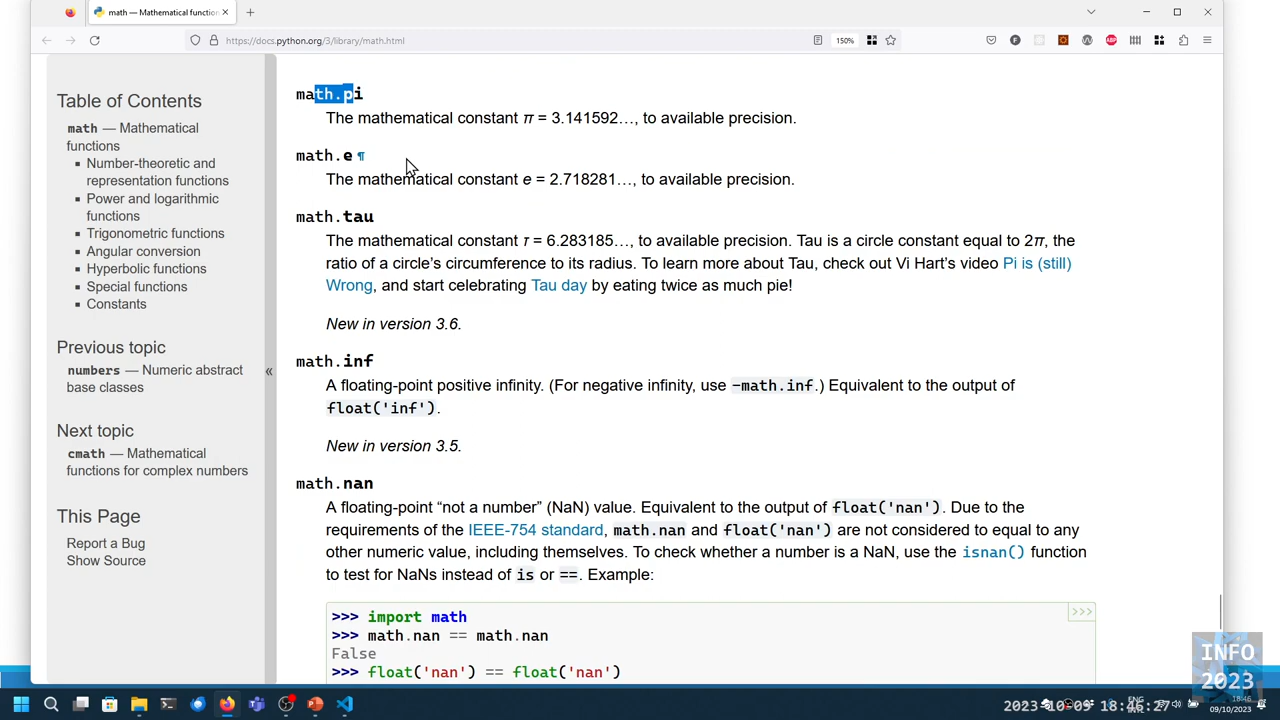 math — Mathematical function
https://docs.python.org/3/library/math.html
150%
Table of Contents
math — Mathematical
functions
Number-theoretic and
representation functions
Power and logarithmic
functions
Trigonometric functions
Angular conversion
Hyperbolic functions
Special functions
Constants
Previous topic
numbers — Numeric abstract
base classes
Next topic
cmath — Mathematical
functions for complex numbers
This Page
Report a Bug
Show Source
«
math.pi
The mathematical constant π = 3.141592…, to available precision.
math.e ¶
The mathematical constant e = 2.718281…, to available precision.
math.tau
The mathematical constant τ = 6.283185…, to available precision. Tau is a circle constant equal to 2π, the
ratio of a circle’s circumference to its radius. To learn more about Tau, check out Vi Hart’s video Pi is (still)
Wrong, and start celebrating Tau day by eating twice as much pie!
New in version 3.6.
math.inf
A floating-point positive infinity. (For negative infinity, use -math.inf.) Equivalent to the output of
float('inf').
New in version 3.5.
math.nan
A floating-point “not a number” (NaN) value. Equivalent to the output of float('nan'). Due to the
requirements of the IEEE-754 standard, math.nan and float('nan') are not considered to equal to any
other numeric value, including themselves. To check whether a number is a NaN, use the isnan() function
to test for NaNs instead of is or ==. Example:
>>>
>>> import math
>>> math.nan == math.nan
False
>>> float('nan') == float('nan')
INFO
2023
ENG
18:46
09/10/2023